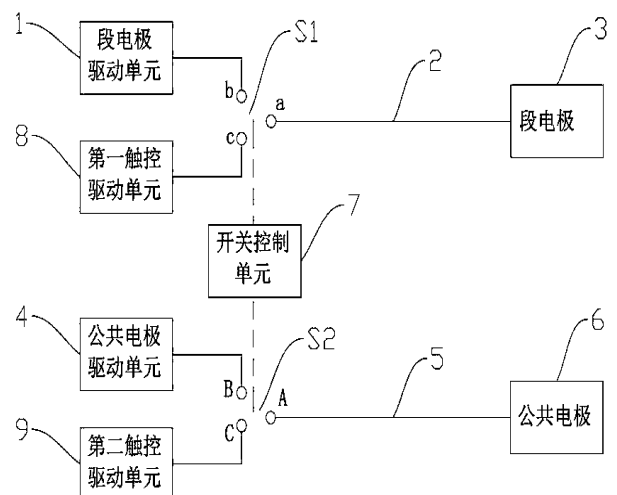 1
段电极
驱动单元
S1
2
3
b
a
段电极
8
第一触控
驱动单元
c
开关控制
单元
7
4
公共电极
驱动单元
S2
5
6
B
A
公共电极
9
第二触控
驱动单元
C